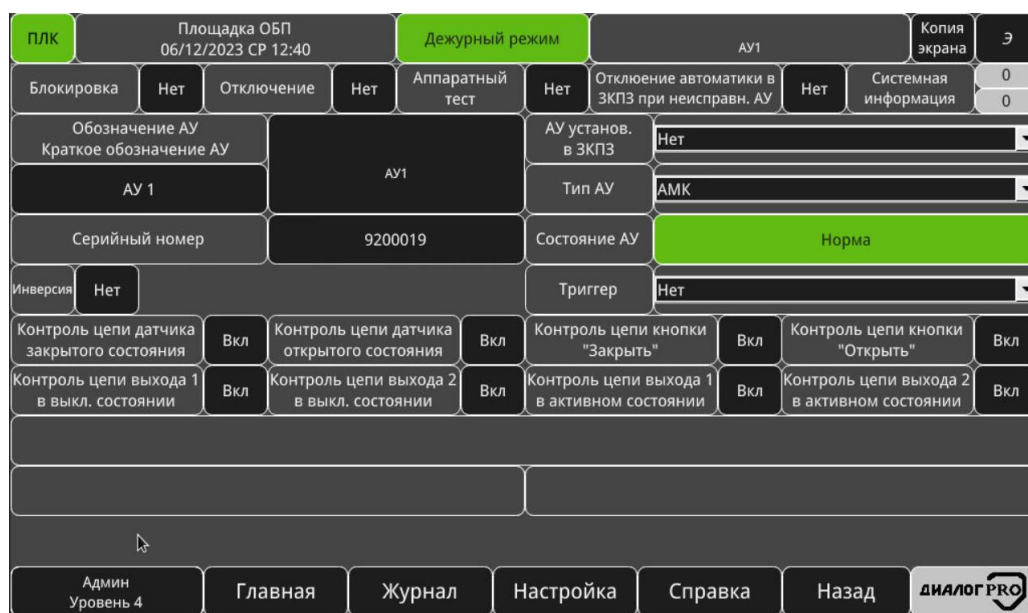 ПЛК
Площадка ОБП
06/12/2023 СР 12:40
Дежурный режим
АУ1
Копия
экрана
Э
Блокировка
Нет
Отключение
Нет
Аппаратный
тест
Нет
Отклюение автоматики в
ЗКПЗ при неисправн. АУ
Нет
Системная
информация
0
0
Обозначение АУ
Краткое обозначение АУ
АУ1
АУ установ.
в ЗКПЗ
Нет
АУ 1
Тип АУ
АМК
Серийный номер
9200019
Состояние АУ
Норма
Инверсия
Нет
Триггер
Нет
Контроль цепи датчика
закрытого состояния
Вкл
Контроль цепи датчика
открытого состояния
Вкл
Контроль цепи кнопки
"Закрыть"
Вкл
Контроль цепи кнопки
"Открыть"
Вкл
Контроль цепи выхода 1
в выкл. состоянии
Вкл
Контроль цепи выхода 2
в выкл. состоянии
Вкл
Контроль цепи выхода 1
в активном состоянии
Вкл
Контроль цепи выхода 2
в активном состоянии
Вкл
Админ
Уровень 4
Главная
Журнал
Настройка
Справка
Назад
ДИАЛОГ PRO